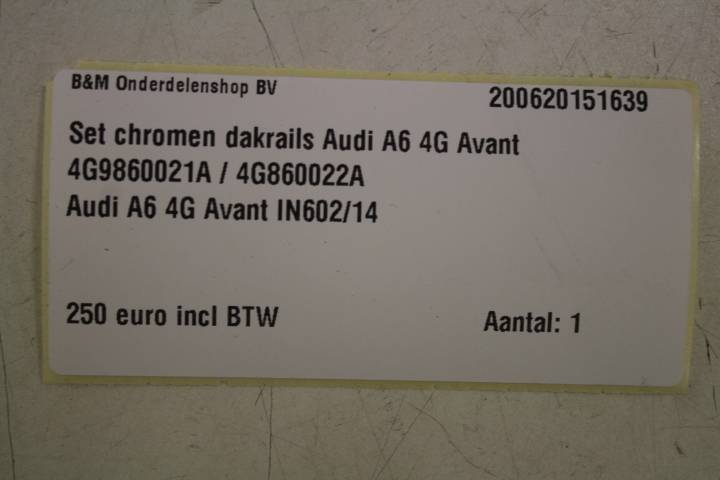 B&M Onderdelenshop BV
200620151639
Set chromen dakrails Audi A6 4G Avant
4G9860021A / 4G860022A
Audi A6 4G Avant IN602/14
250 euro incl BTW
Aantal: 1